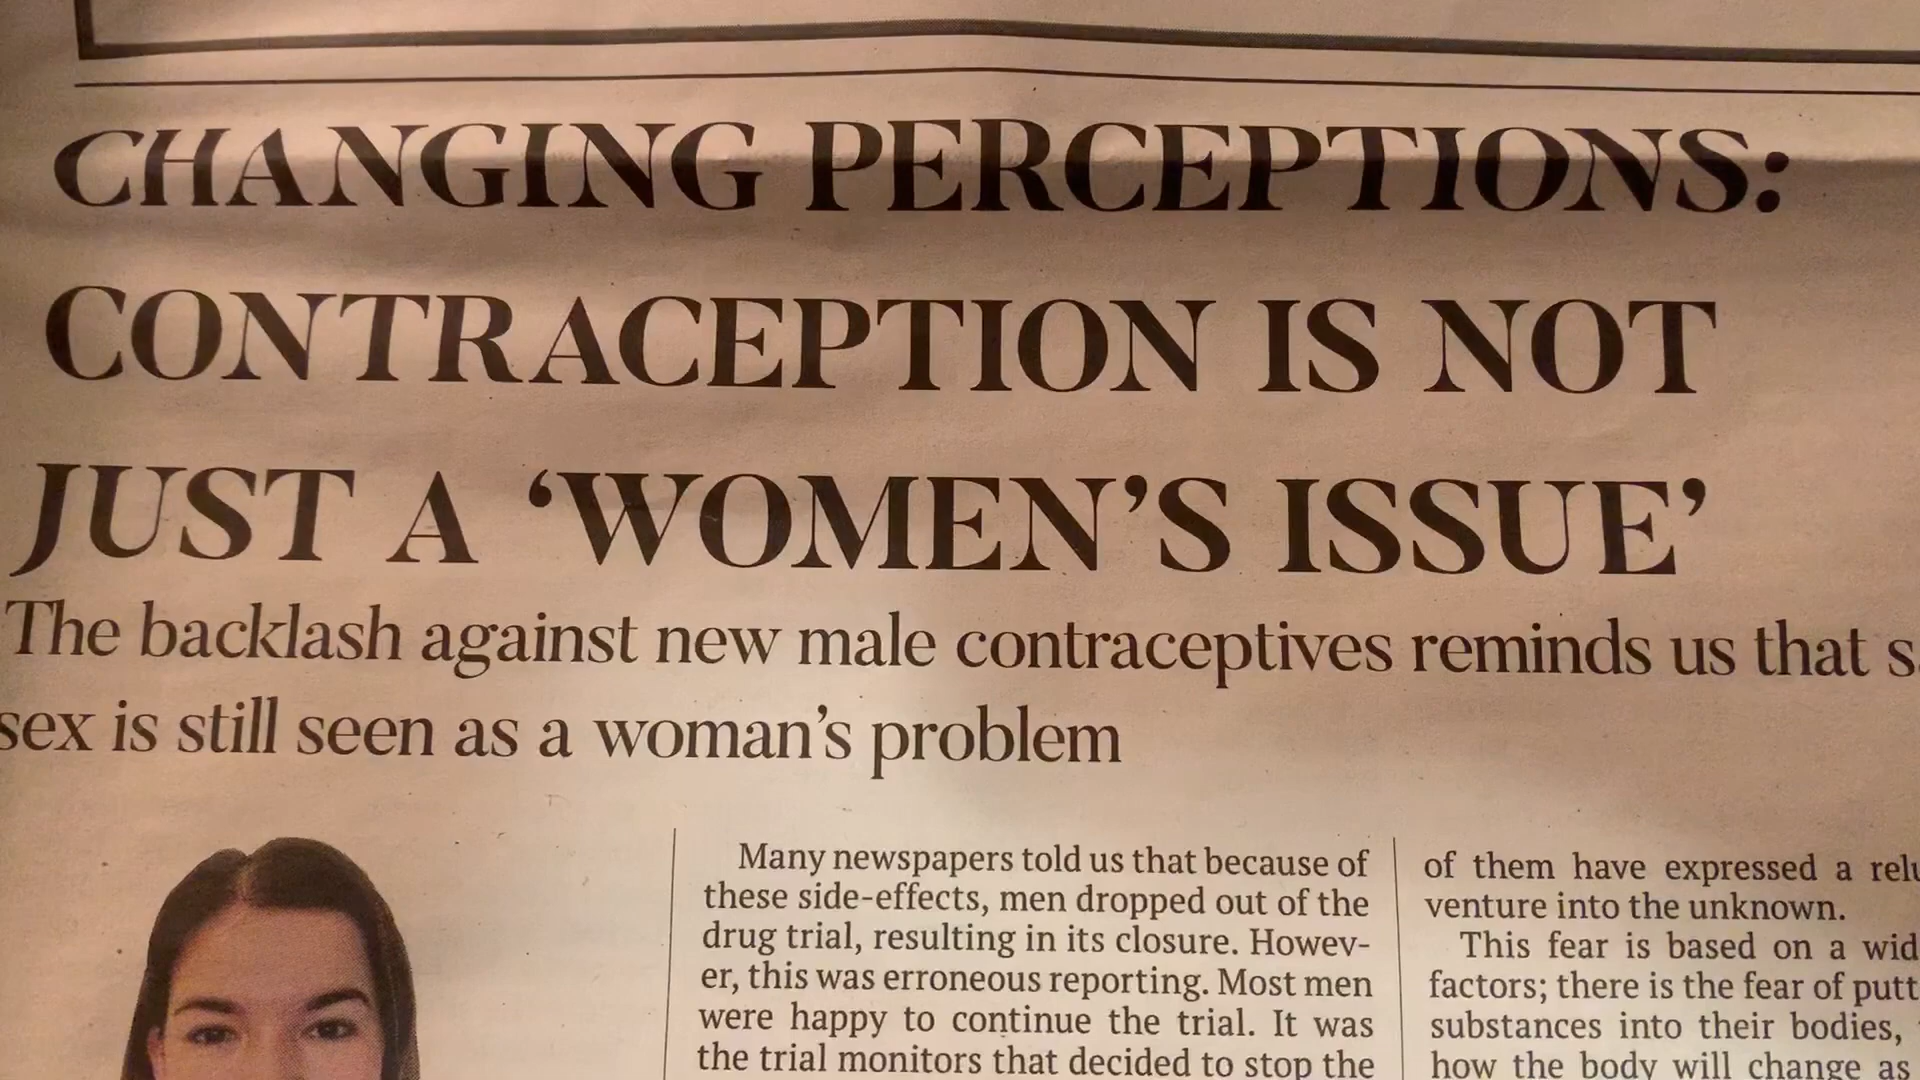 CHANGING PERCEPTIONS:
CONTRACEPTION IS NOT
JUST A ‘WOMEN’S ISSUE’
The backlash against new male contraceptives reminds us that
sex is still seen as a woman’s problem
Many newspapers told us that because of
these side-effects, men dropped out of the
drug trial, resulting in its closure. Howev-
er, this was erroneous reporting. Most men
were happy to continue the trial. It was
the trial monitors that decided to stop the
of them have expressed a
venture into the unknown.
This fear is based on a
factors; there is the fear of
substances into their bodies,
how the body will change as